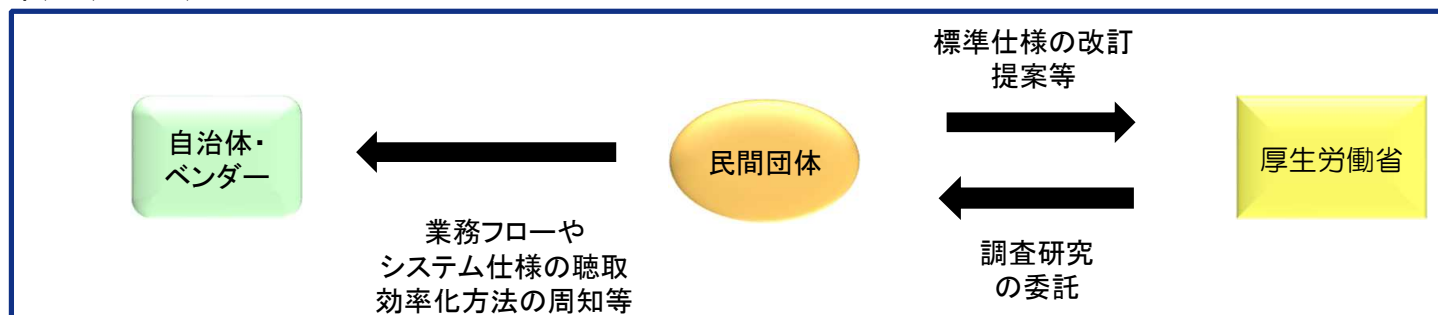 標準仕様の改訂
提案等
自治体・
ベンダー
民間団体
厚生労働省
業務フローや
システム仕様の聴取
効率化方法の周知等
調査研究
の委託